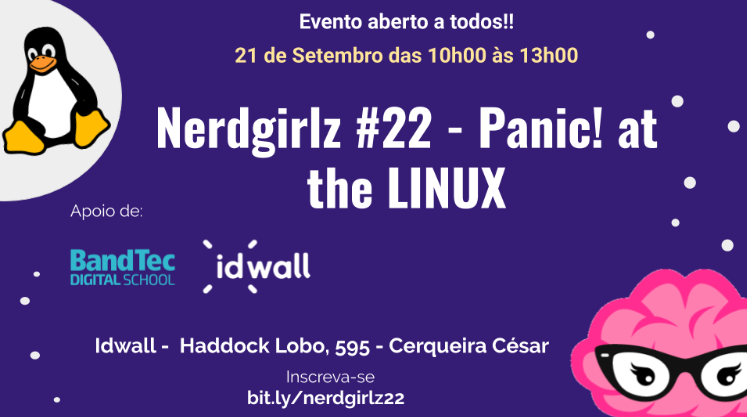 Evento aberto a todos!!
21 de Setembro das 10h00 às 13h00
Nerdgirlz #22 - Panic! at
the LINUX
Apoio de:
BandTec
DIGITAL SCHOOL
idwall
Idwall - Haddock Lobo, 595 - Cerqueira César
Inscreva-se
bit.ly/nerdgirlz22